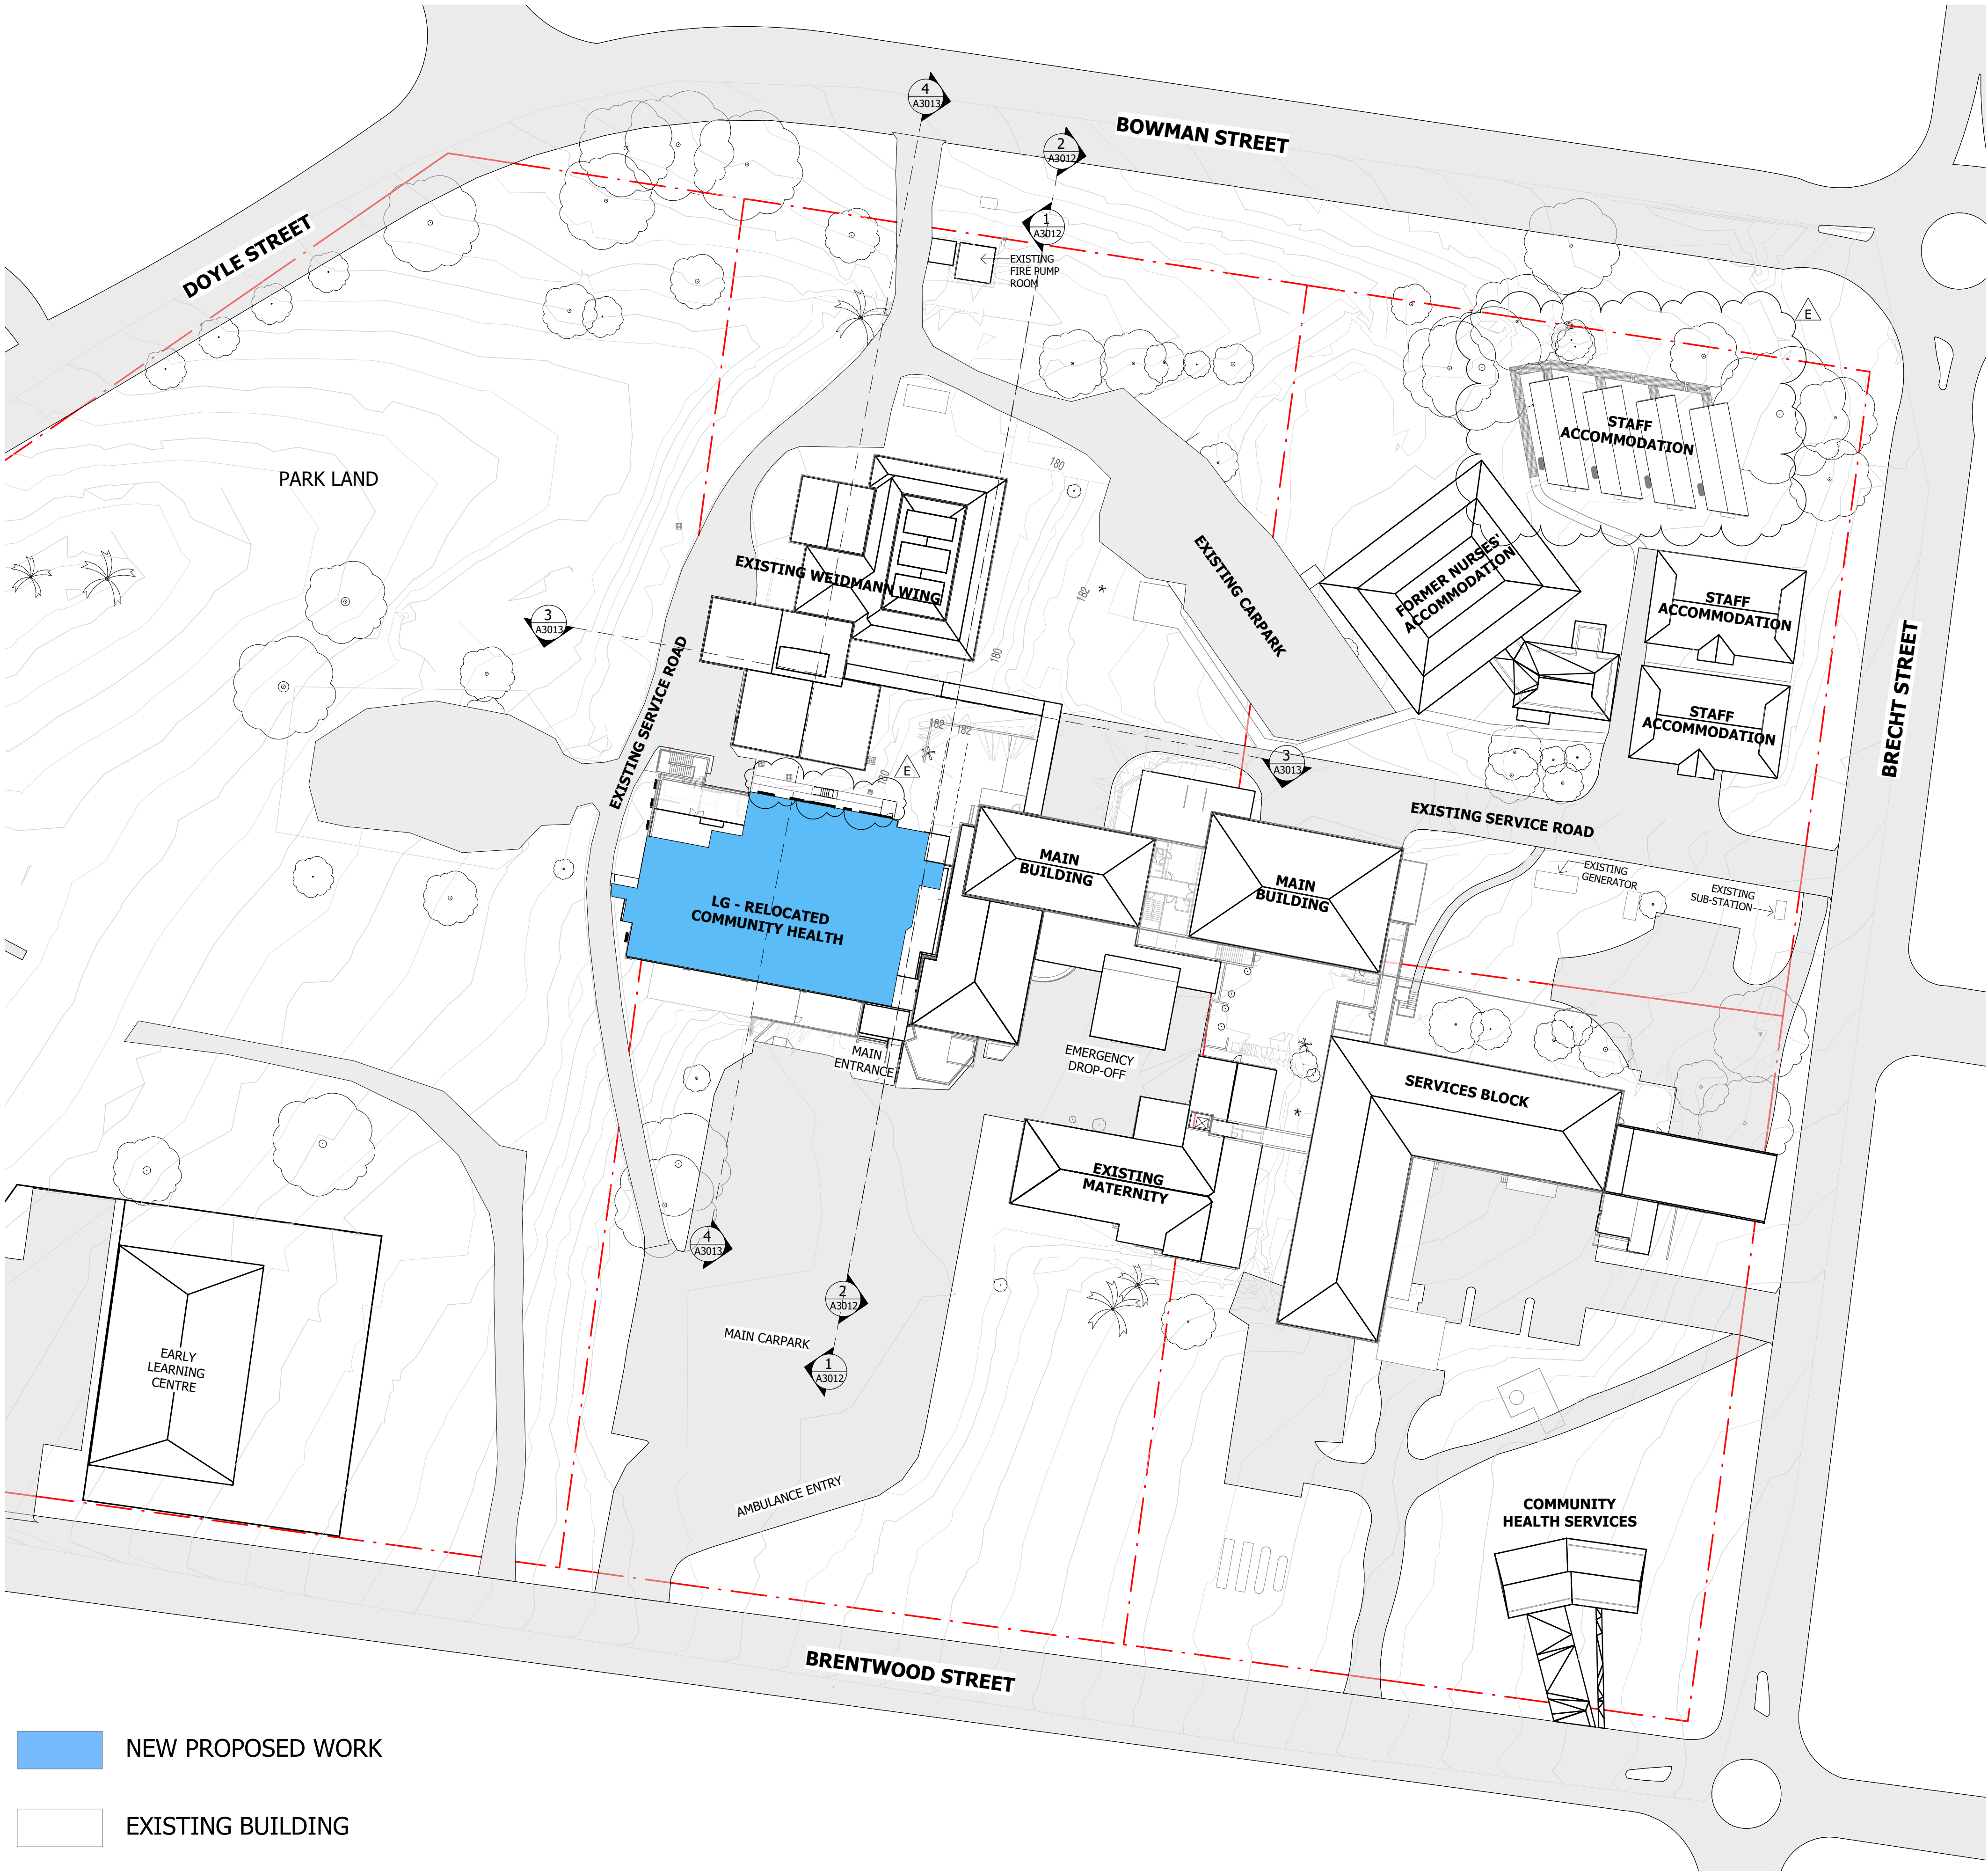 4
A3013
BOWMAN STREET
2
A3012
1
A3012
DOYLE STREET
EXISTING
FIRE PUMP
ROOM
E
STAFF
ACCOMMODATION
PARK LAND
180
EXISTING WEIDMANN WING
182
*
EXISTING CARPARK
FORMER NURSES'
ACCOMMODATION
STAFF
ACCOMMODATION
3
A3013
180
EXISTING SERVICE ROAD
BRECHT STREET
STAFF
ACCOMMODATION
182
182
180
E
3
A3013
EXISTING SERVICE ROAD
MAIN
BUILDING
MAIN
BUILDING
EXISTING
GENERATOR
EXISTING
SUB-STATION
LG - RELOCATED
COMMUNITY HEALTH
MAIN
ENTRANCE
EMERGENCY
DROP-OFF
SERVICES BLOCK
*
EXISTING
MATERNITY
4
A3013
2
A3012
MAIN CARPARK
1
A3012
EARLY
LEARNING
CENTRE
AMBULANCE ENTRY
COMMUNITY
HEALTH SERVICES
BRENTWOOD STREET
NEW PROPOSED WORK
EXISTING BUILDING